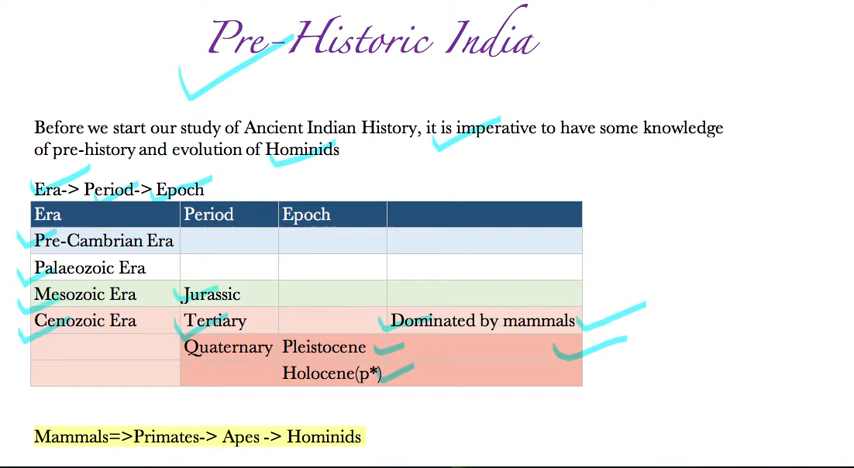 Pre-Historic India
Before we start our study of Ancient Indian History, it is imperative to have some knowledge
of pre-history and evolution of Hominids
Era-> Period-> Epoch
Era Period Epoch
Pre-Cambrian Era
Palaeozoic Era
Mesozoic Era Jurassic
Cenozoic Era Tertiary Dominated by mammals
Quaternary Pleistocene
Holocene(p*)
Mammals=>Primates-> Apes -> Hominids